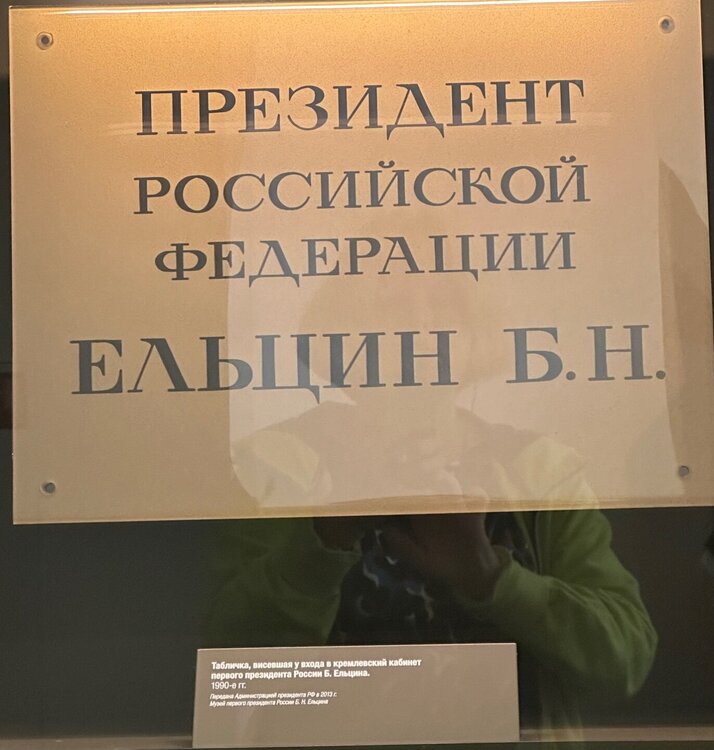 ПРЕЗИДЕНТ
РОССИЙСКОЙ
ФЕДЕРАЦИИ
ЕЛЬЦИН Б.Н.
Табличка, висевшая у входа в кремлевский кабинет
первого президента России Б. Ельцина.
1990-е гг.
Передана Администрацией президента РФ в 2013 г.
Музей первого президента России Б. Н. Ельцина